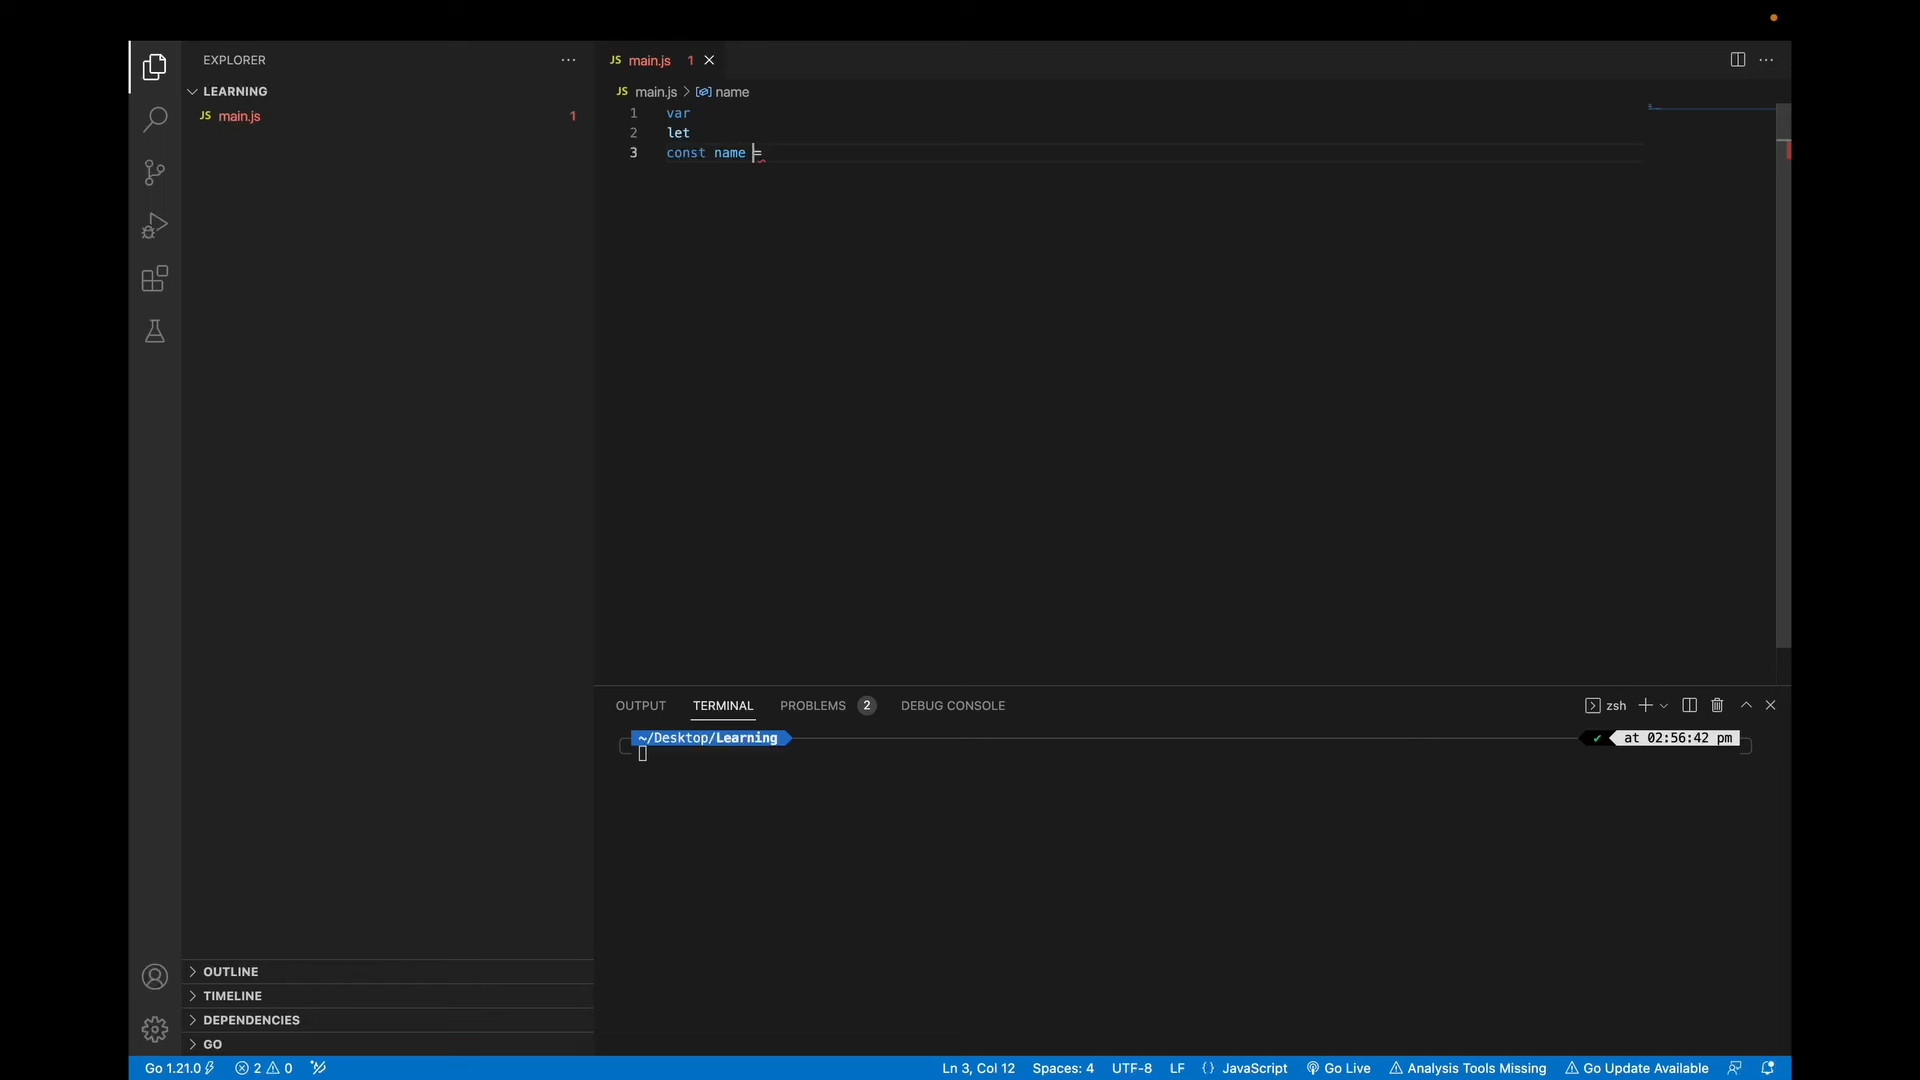 EXPLORER
LEARNING
JS main.js 1
JS main.js 1
JS main.js > name
1 var
2 let
3 const name =
OUTPUT TERMINAL PROBLEMS 2 DEBUG CONSOLE
zsh
~/Desktop/Learning
✔ at 02:56:42 pm
OUTLINE
TIMELINE
DEPENDENCIES
GO
Go 1.21.0 2 0 Ln 3, Col 12 Spaces: 4 UTF-8 LF {} JavaScript Go Live Analysis Tools Missing Go Update Available